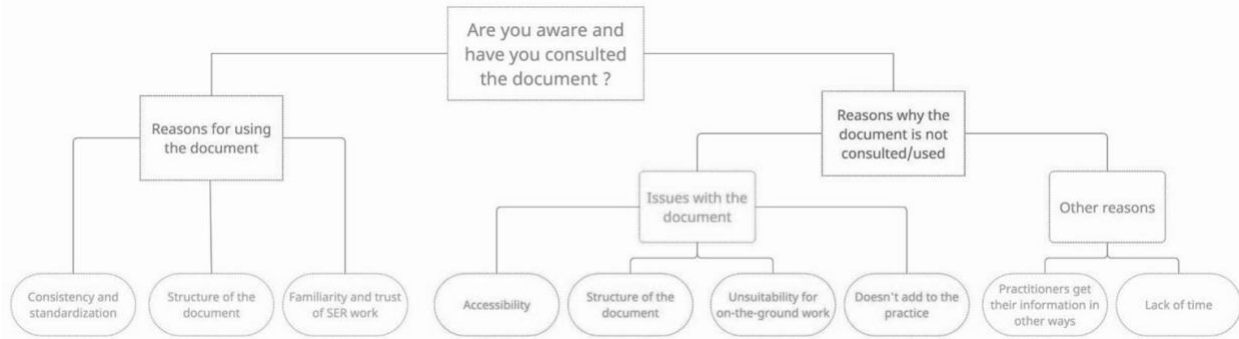 Are you aware and
have you consulted
the document ?
Reasons for using
the document
Reasons why the
document is not
consulted/used
Issues with the
document
Other reasons
Consistency and
standardization
Structure of the
document
Familiarity and trust
of SER work
Accessibility
Structure of the
document
Unsuitability for
on-the-ground work
Doesn't add to the
practice
Practitioners get
their information in
other ways
Lack of time